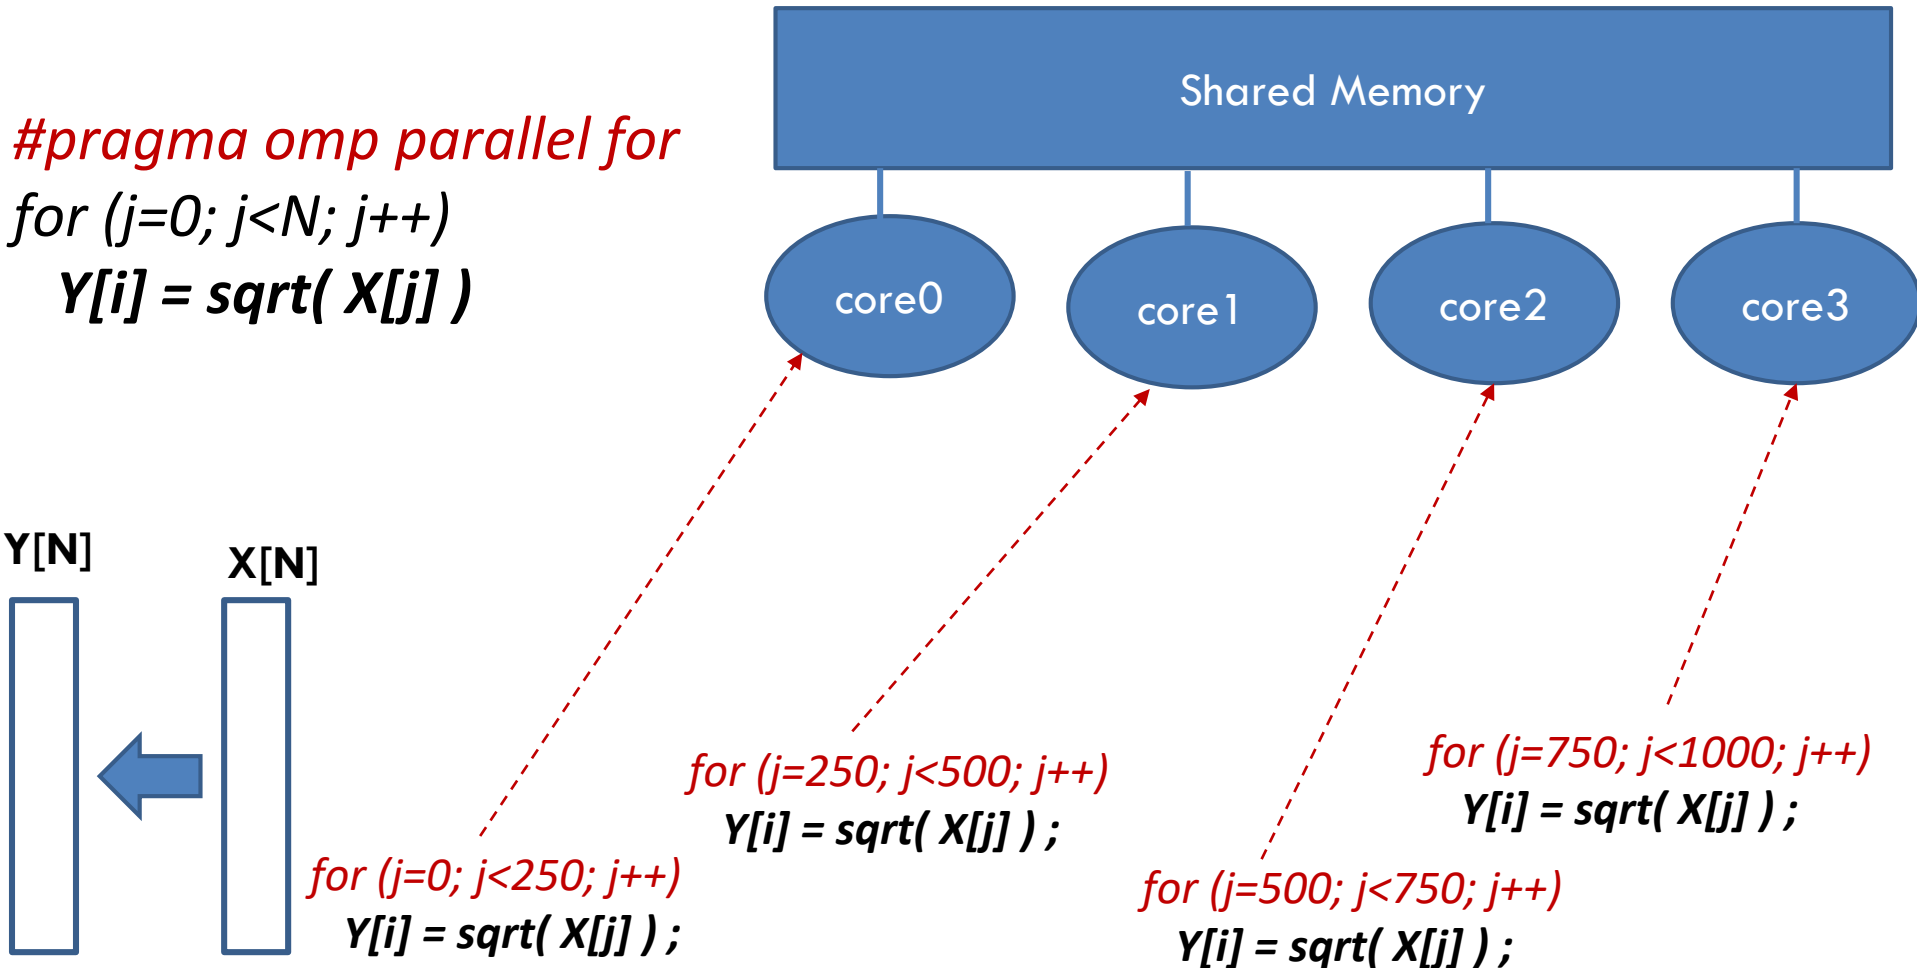 #pragma omp parallel for
for (j=0; j<N; j++)
Y[i] = sqrt( X[j] )
Shared Memory
core0
core1
core2
core3
Y[N]
X[N]
for (j=0; j<250; j++)
Y[i] = sqrt( X[j] ) ;
for (j=250; j<500; j++)
Y[i] = sqrt( X[j] ) ;
for (j=500; j<750; j++)
Y[i] = sqrt( X[j] ) ;
for (j=750; j<1000; j++)
Y[i] = sqrt( X[j] ) ;